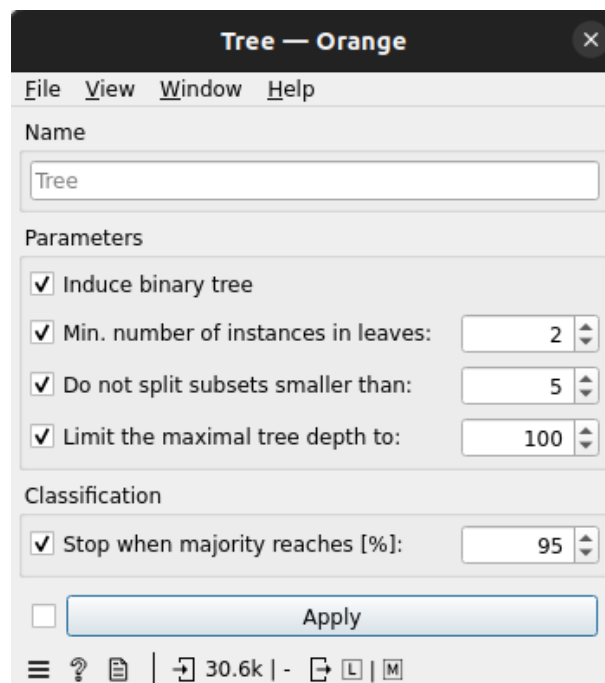 Tree — Orange
File View Window Help
Name
Tree
Parameters
Induce binary tree
Min. number of instances in leaves: 2
Do not split subsets smaller than: 5
Limit the maximal tree depth to: 100
Classification
Stop when majority reaches [%]: 95
Apply
? 30.6k | - L | M